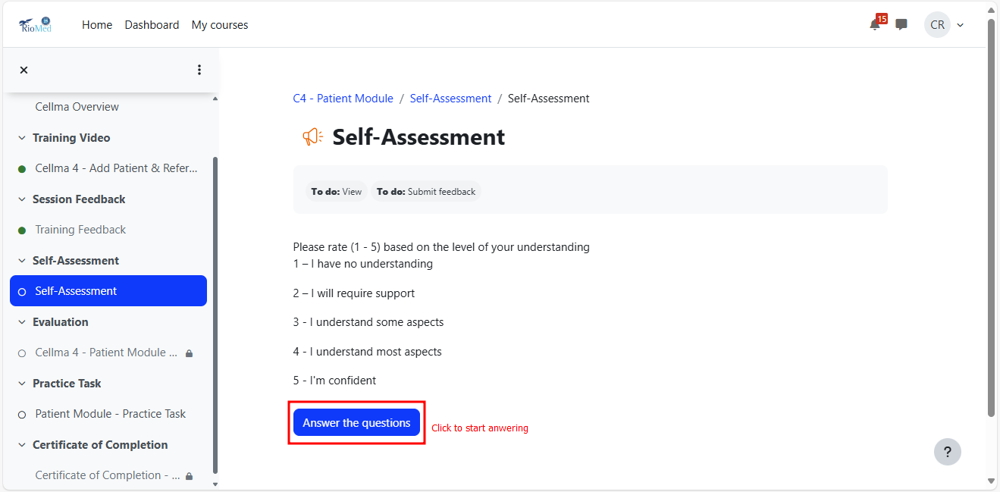 RioMed
Home Dashboard My courses
15
CR
Cellma Overview
Training Video
Cellma 4 - Add Patient & Refer...
Session Feedback
Training Feedback
Self-Assessment
Self-Assessment
Evaluation
Cellma 4 - Patient Module ...
Practice Task
Patient Module - Practice Task
Certificate of Completion
Certificate of Completion - ...
C4 - Patient Module / Self-Assessment / Self-Assessment
Self-Assessment
To do: View To do: Submit feedback
Please rate (1 - 5) based on the level of your understanding
1 – I have no understanding
2 – I will require support
3 - I understand some aspects
4 - I understand most aspects
5 - I'm confident
Answer the questions
Click to start anwering
?